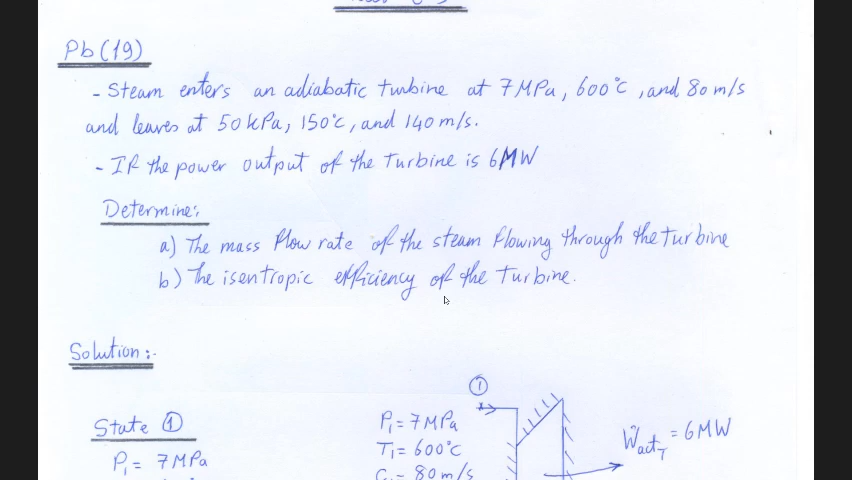 Pb(19)
- Steam enters an adiabatic turbine at 7 MPa, 600°C, and 80 m/s
and leaves at 50 kPa, 150°C, and 140 m/s.
- If the power output of the turbine is 6MW
Determine:
a) The mass flow rate of the steam flowing through the turbine
b) The isentropic efficiency of the turbine.
Solution:-
1
State 1
P1 = 7 MPa
P1 = 7 MPa
T1 = 600°C
C1 = 80 m/s
ẆactT = 6MW